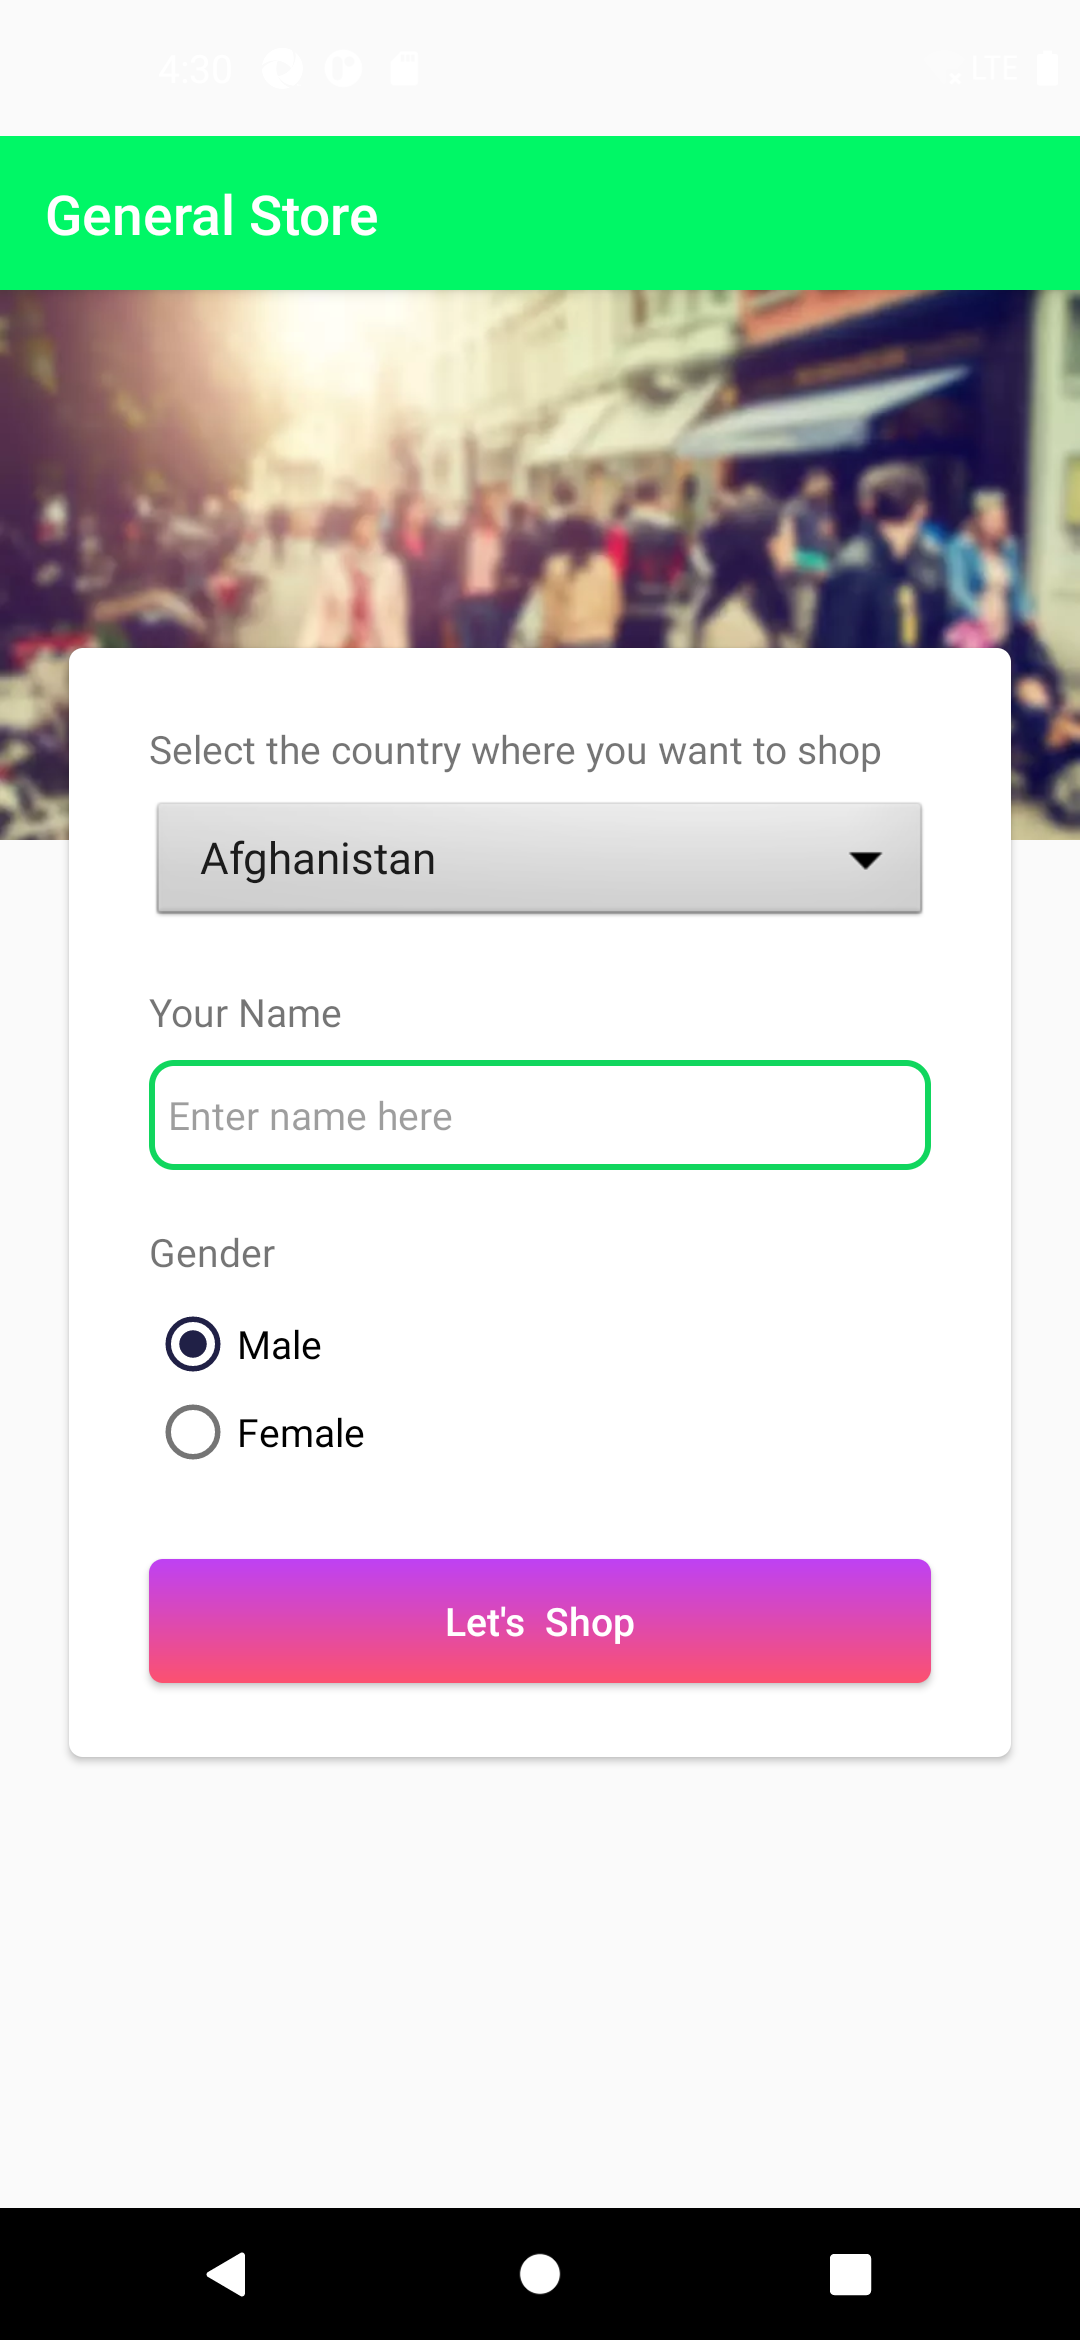 4:30 LTE
General Store
Select the country where you want to shop
Afghanistan
Your Name
Enter name here
Gender
Male
Female
Let's Shop